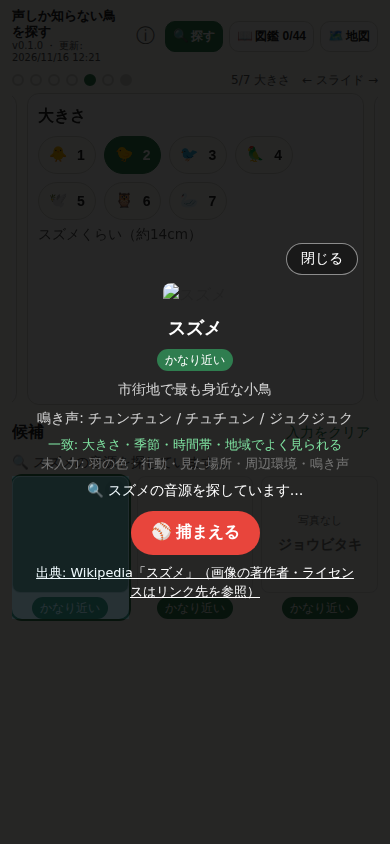 声しか知らない鳥
を探す
v0.1.0 · 更新:
2026/11/16 12:21
ⓘ
🔍 探す
📖 図鑑 0/44
🗺️ 地図
5/7 大きさ ← スライド →
大きさ
1
2
3
4
5
6
7
スズメくらい（約14cm）
閉じる
スズメ
スズメ
かなり近い
市街地で最も身近な小鳥
鳴き声: チュンチュン / チュチュン / ジュクジュク
候補
入力をクリア
一致: 大きさ・季節・時間帯・地域でよく見られる
未入力: 羽の色・行動・見た場所・周辺環境・鳴き声
🔍 スズメの音源を探しています…
⚾ 捕まえる
写真なし
ジョウビタキ
出典: Wikipedia「スズメ」（画像の著作者・ライセン
スはリンク先を参照）
かなり近い
かなり近い
かなり近い